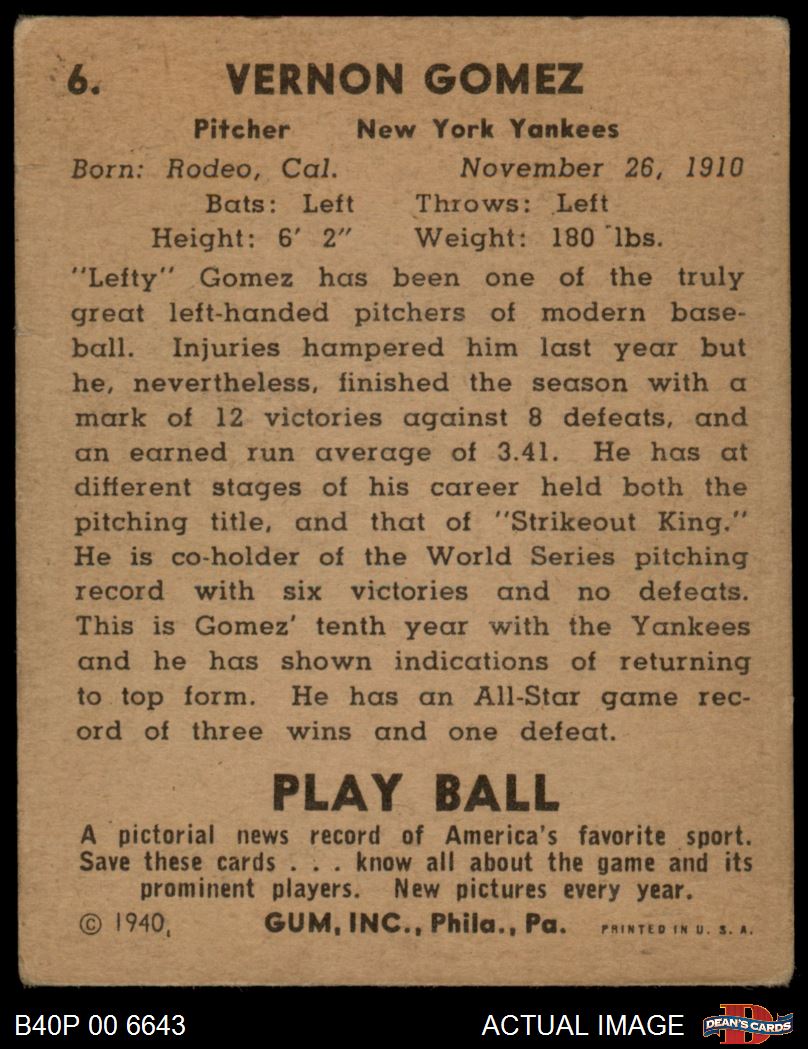 6. VERNON GOMEZ
Pitcher New York Yankees
Born: Rodeo, Cal. November 26, 1910
Bats: Left Throws: Left
Height: 6' 2" Weight: 180 lbs.
"Lefty" Gomez has been one of the truly
great left-handed pitchers of modern base-
ball. Injuries hampered him last year but
he, nevertheless, finished the season with a
mark of 12 victories against 8 defeats, and
an earned run average of 3.41. He has at
different stages of his career held both the
pitching title, and that of "Strikeout King."
He is co-holder of the World Series pitching
record with six victories and no defeats.
This is Gomez' tenth year with the Yankees
and he has shown indications of returning
to top form. He has an All-Star game rec-
ord of three wins and one defeat.
PLAY BALL
A pictorial news record of America's favorite sport.
Save these cards . . . know all about the game and its
prominent players. New pictures every year.
© 1940, GUM, INC., Phila., Pa. PRINTED IN U. S. A.
B40P 00 6643 ACTUAL IMAGE D DEAN'S CARDS